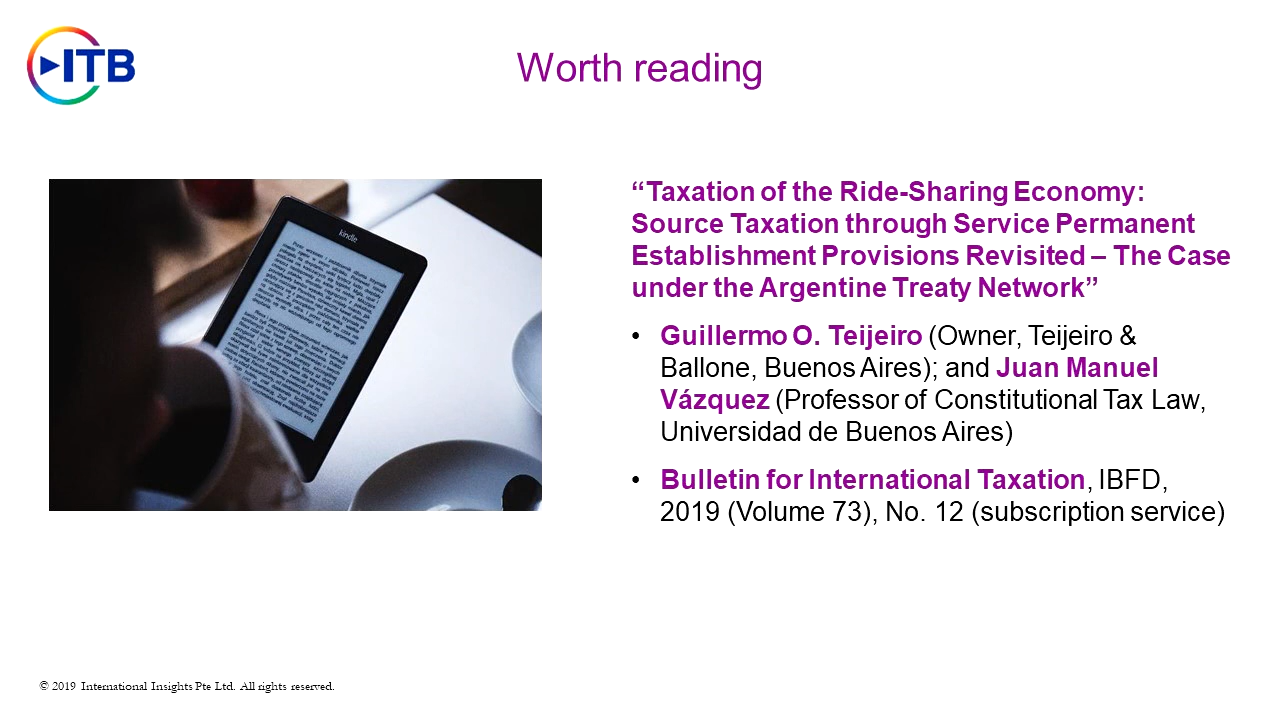 ITB
Worth reading
kindle
“Taxation of the Ride-Sharing Economy:
Source Taxation through Service Permanent
Establishment Provisions Revisited – The Case
under the Argentine Treaty Network”
• Guillermo O. Teijeiro (Owner, Teijeiro &
Ballone, Buenos Aires); and Juan Manuel
Vázquez (Professor of Constitutional Tax Law,
Universidad de Buenos Aires)
• Bulletin for International Taxation, IBFD,
2019 (Volume 73), No. 12 (subscription service)
© 2019 International Insights Pte Ltd. All rights reserved.